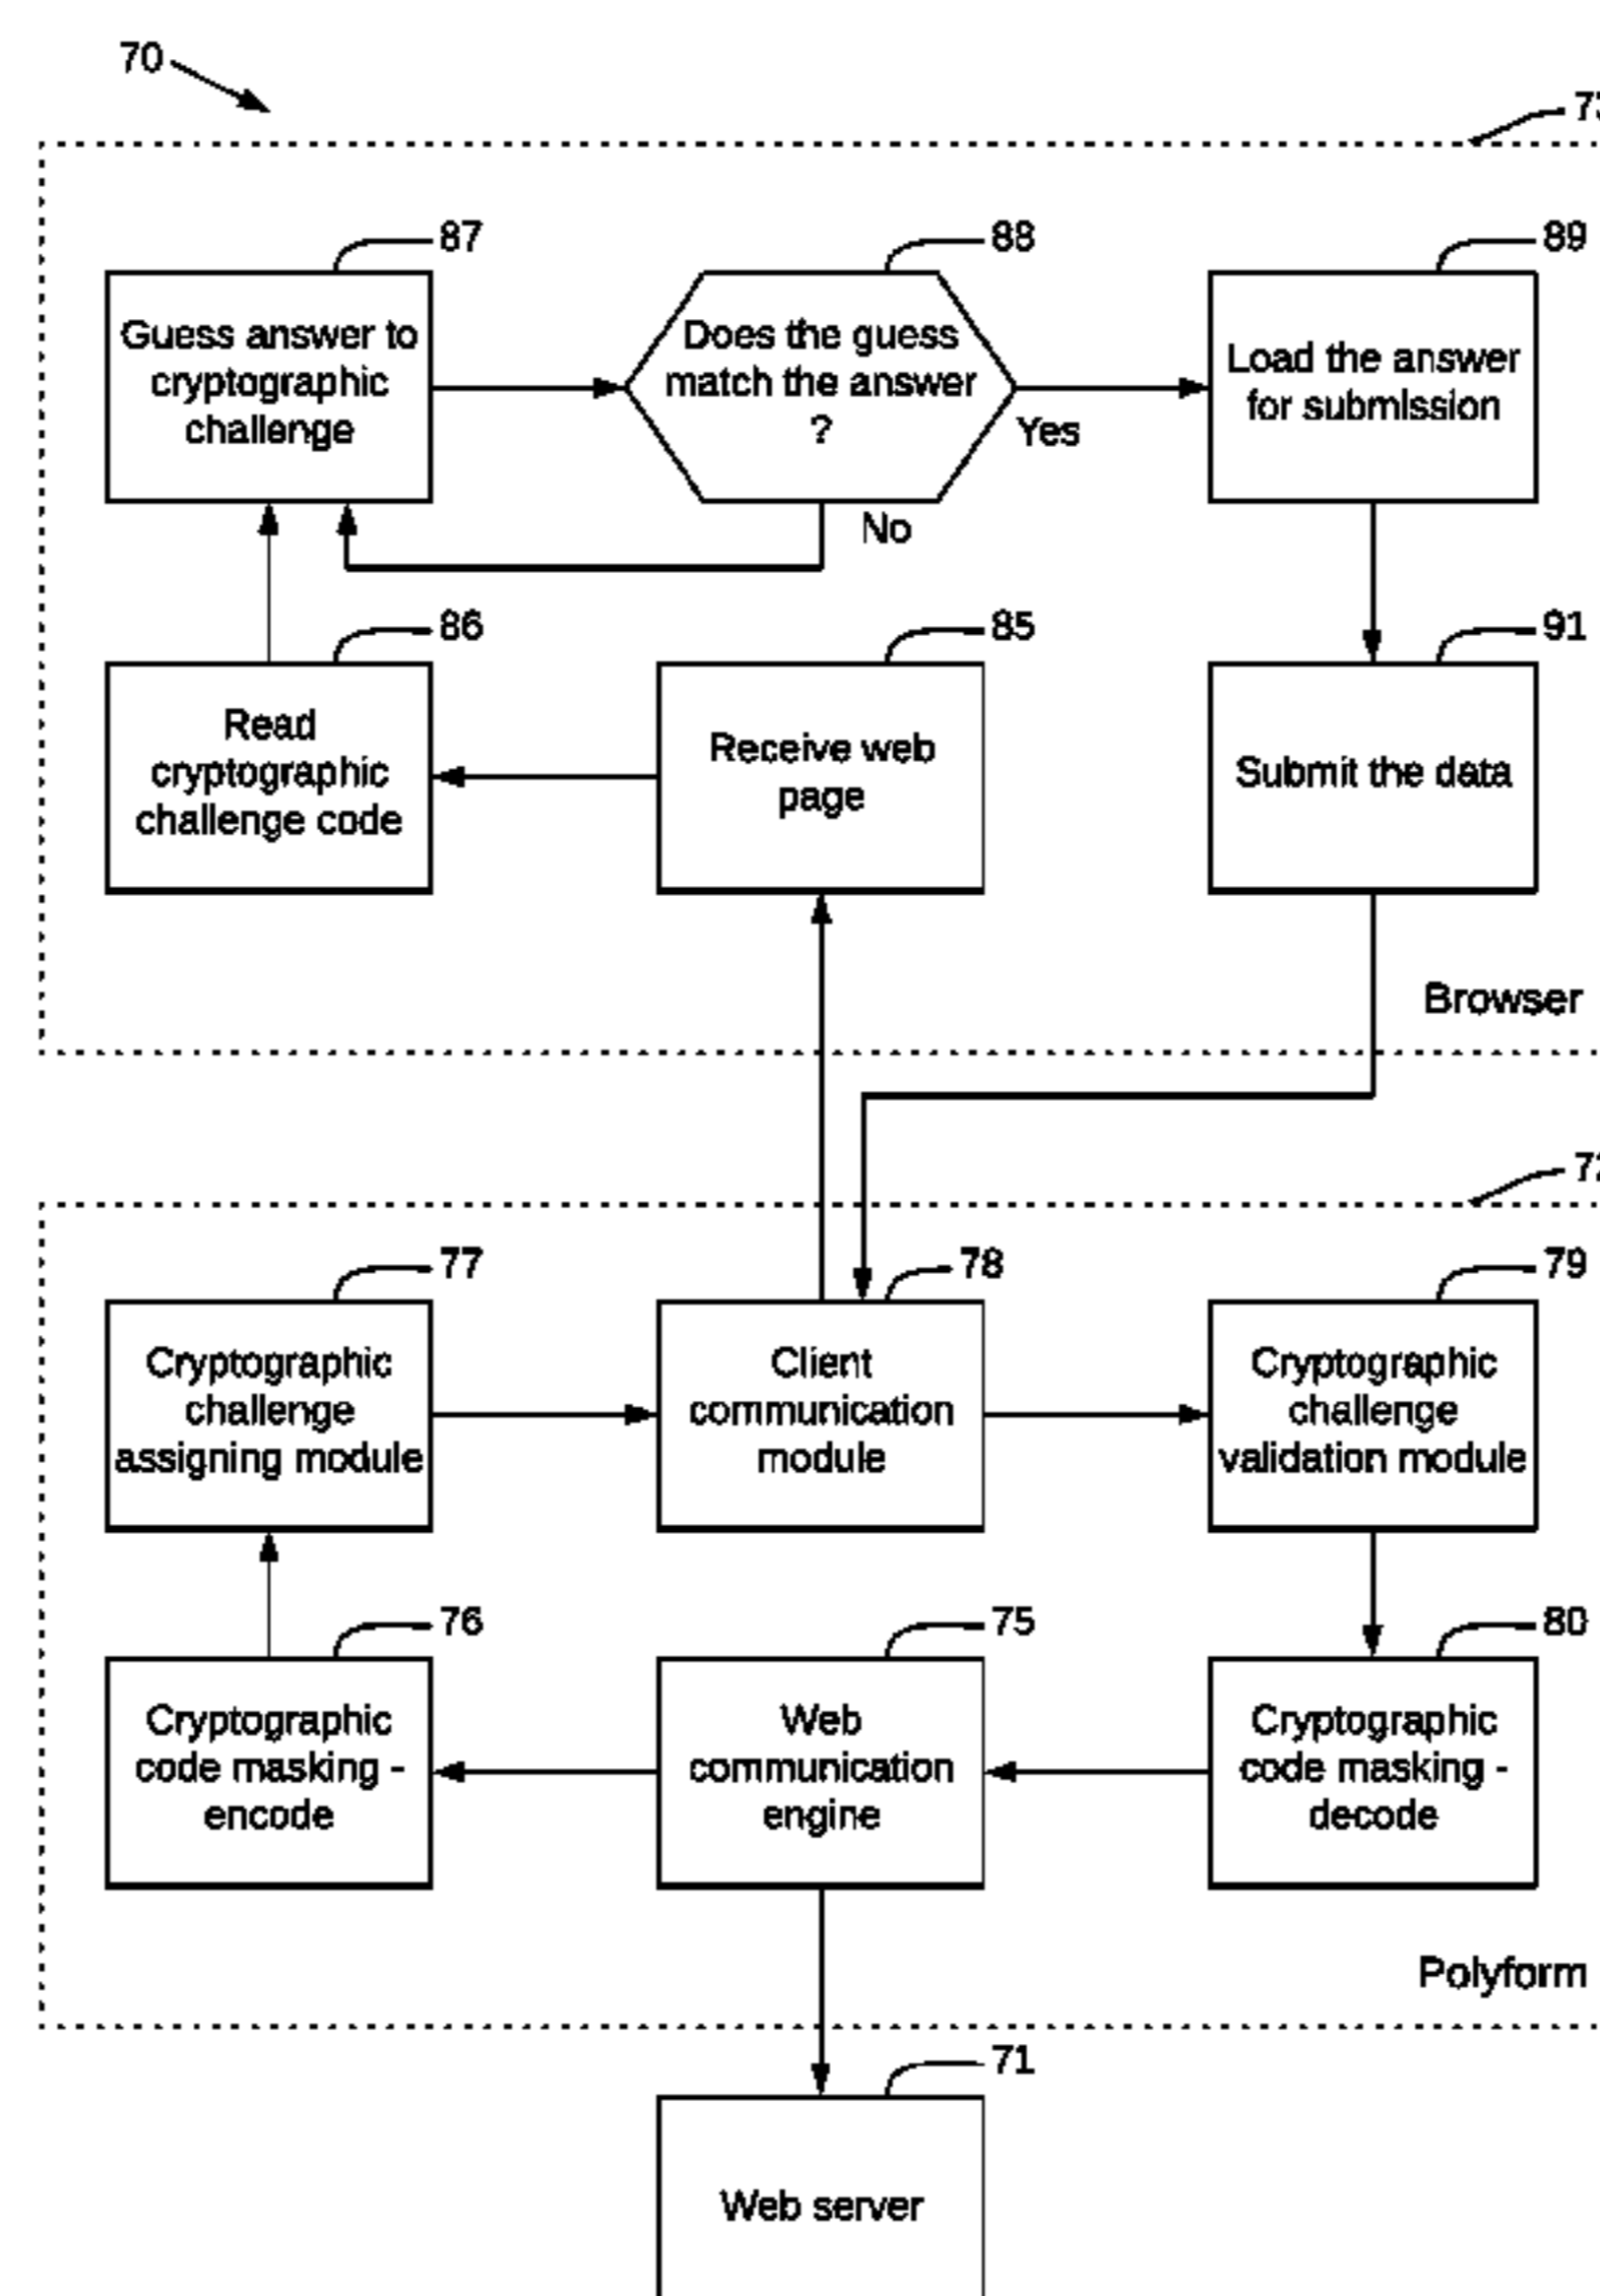 70
73
87
88
89
Guess answer to
cryptographic
challenge
Does the guess
match the answer
?
Yes
Load the answer
for submission
No
86
85
91
Read
cryptographic
challenge code
Receive web
page
Submit the data
Browser
72
77
78
79
Cryptographic
challenge
assigning module
Client
communication
module
Cryptographic
challenge
validation module
76
75
80
Cryptographic
code masking -
encode
Web
communication
engine
Cryptographic
code masking -
decode
Polyform
71
Web server